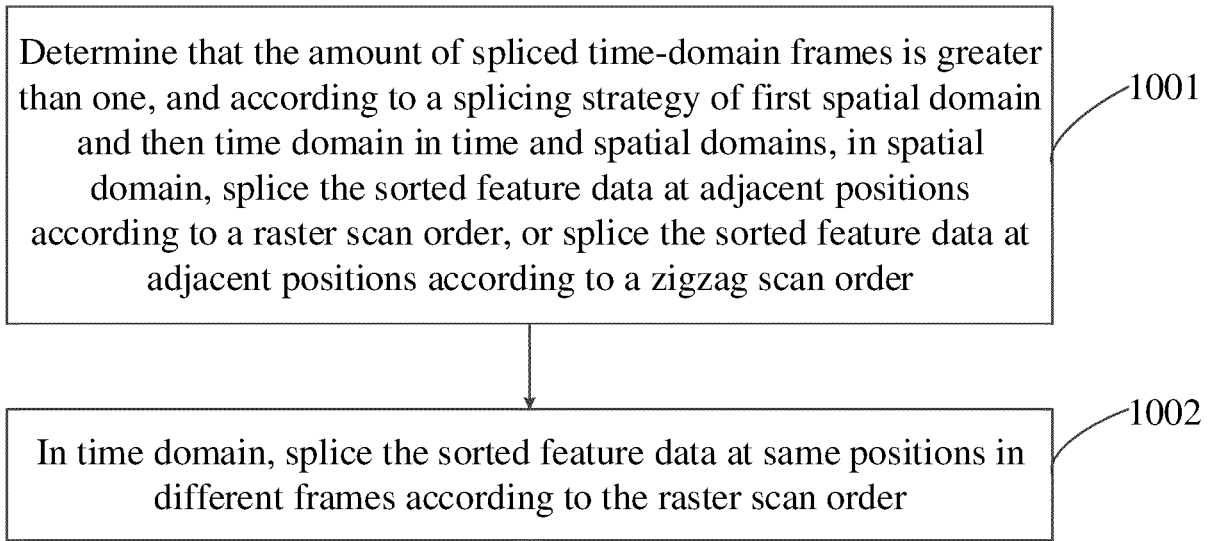 Determine that the amount of spliced time-domain frames is greater
than one, and according to a splicing strategy of first spatial domain
and then time domain in time and spatial domains, in spatial
domain, splice the sorted feature data at adjacent positions
according to a raster scan order, or splice the sorted feature data at
adjacent positions according to a zigzag scan order
1001
In time domain, splice the sorted feature data at same positions in
different frames according to the raster scan order
1002